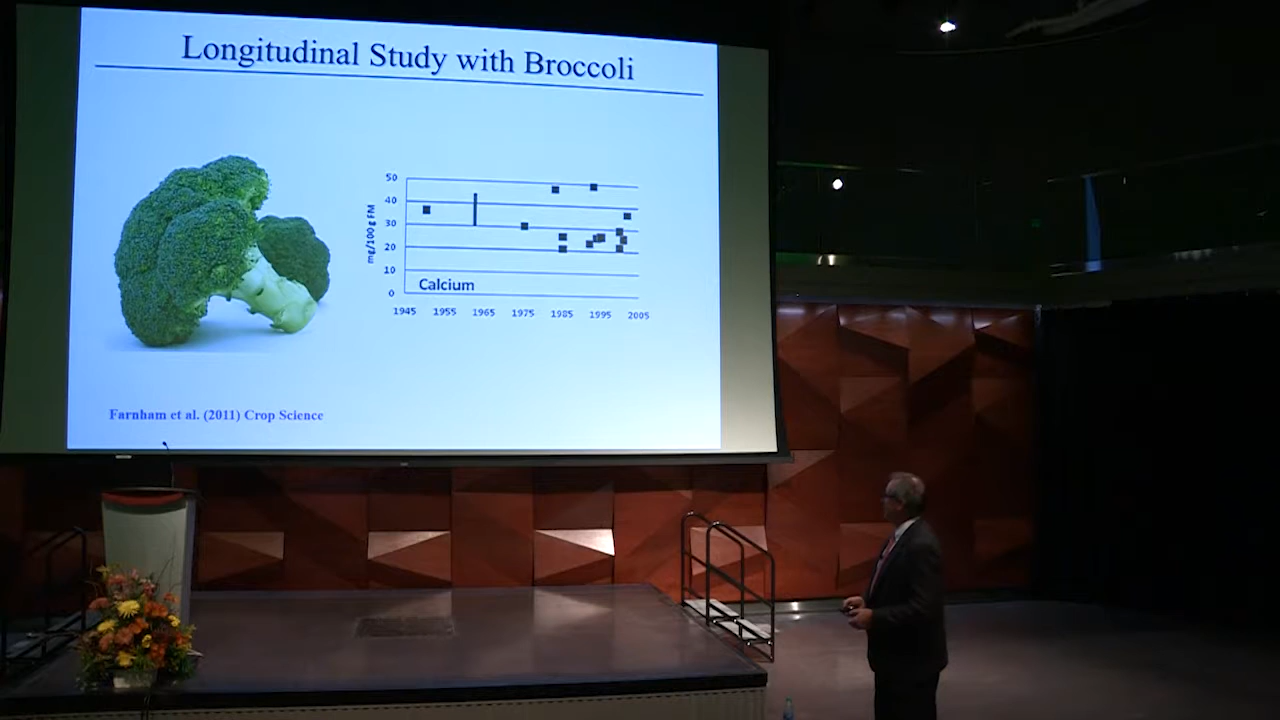 Longitudinal Study with Broccoli
50
40
30
20
10
0
mg/100g FM
Calcium
1945 1955 1965 1975 1985 1995 2005
Farnham et al. (2011) Crop Science